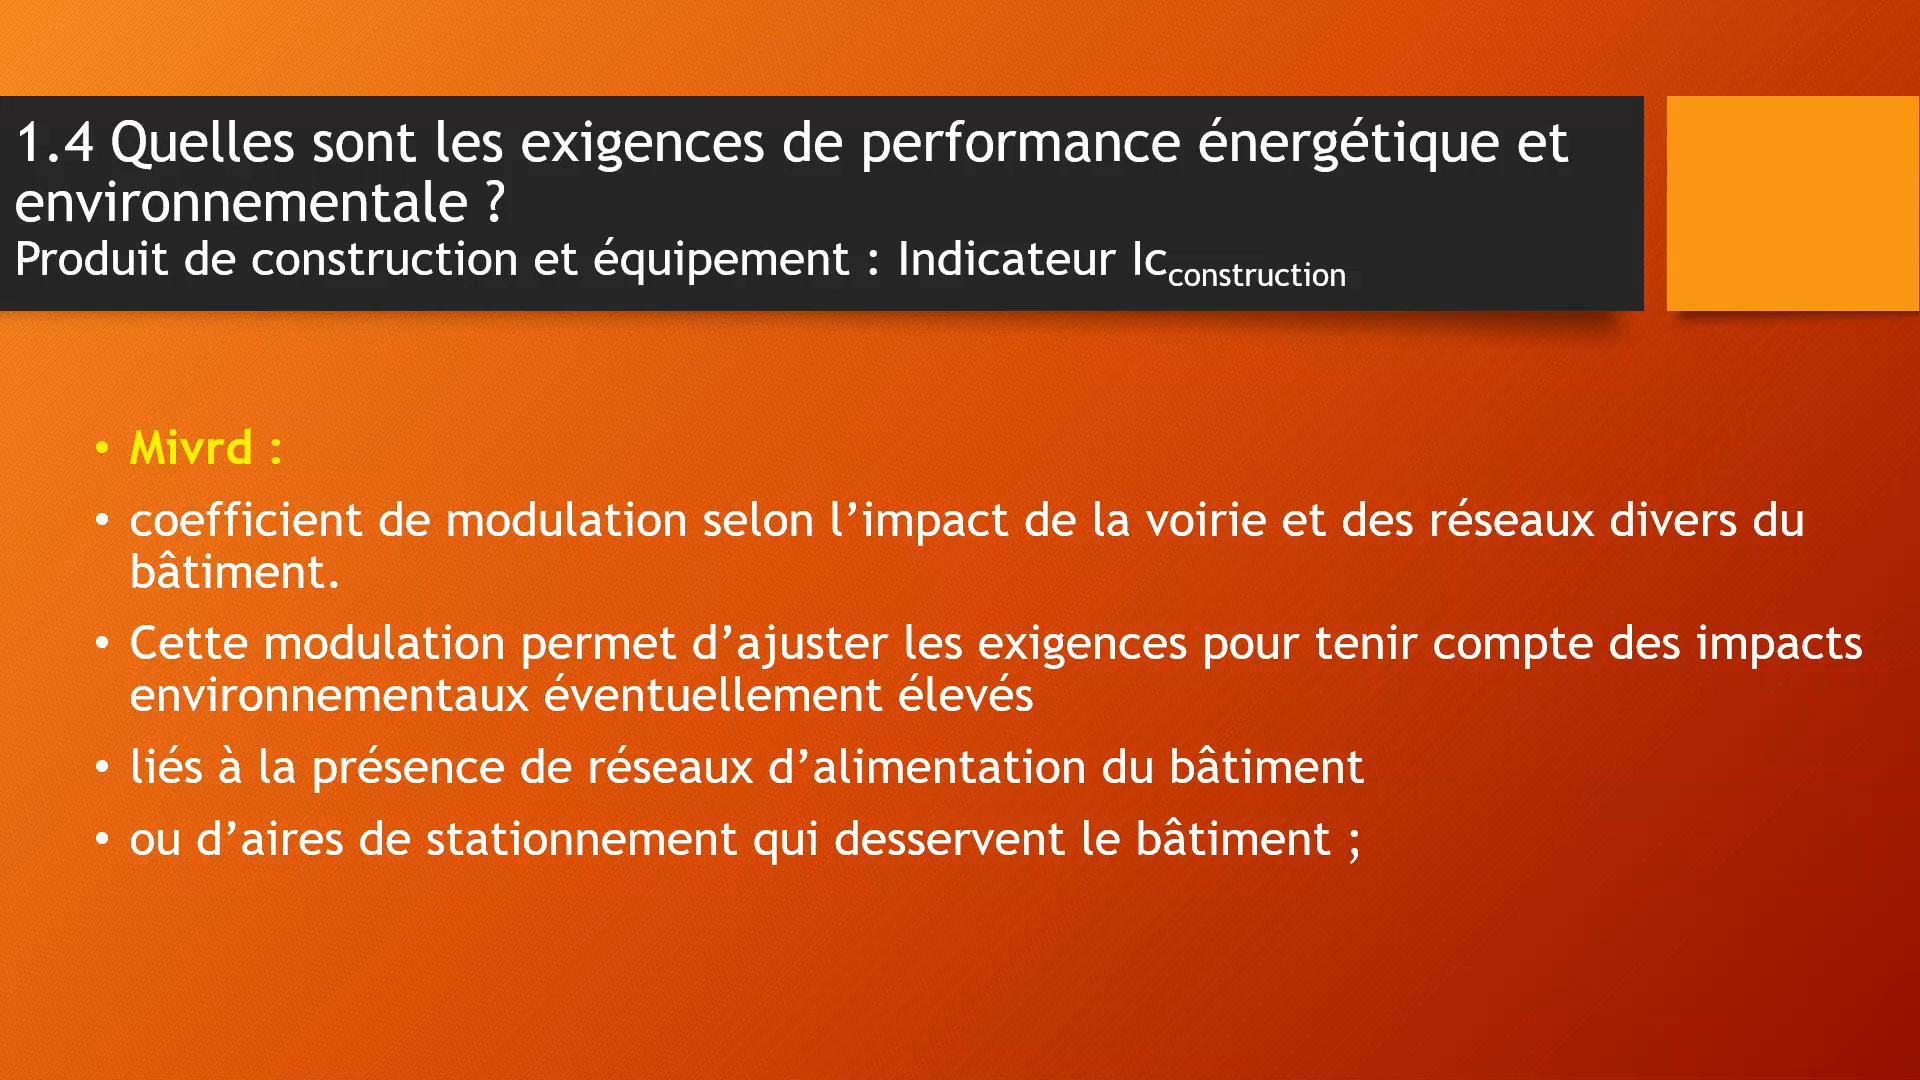 1.4 Quelles sont les exigences de performance énergétique et
environnementale ?
Produit de construction et équipement : Indicateur Ic construction
• Mivrd :
• coefficient de modulation selon l’impact de la voirie et des réseaux divers du
bâtiment.
• Cette modulation permet d’ajuster les exigences pour tenir compte des impacts
environnementaux éventuellement élevés
• liés à la présence de réseaux d’alimentation du bâtiment
• ou d’aires de stationnement qui desservent le bâtiment ;